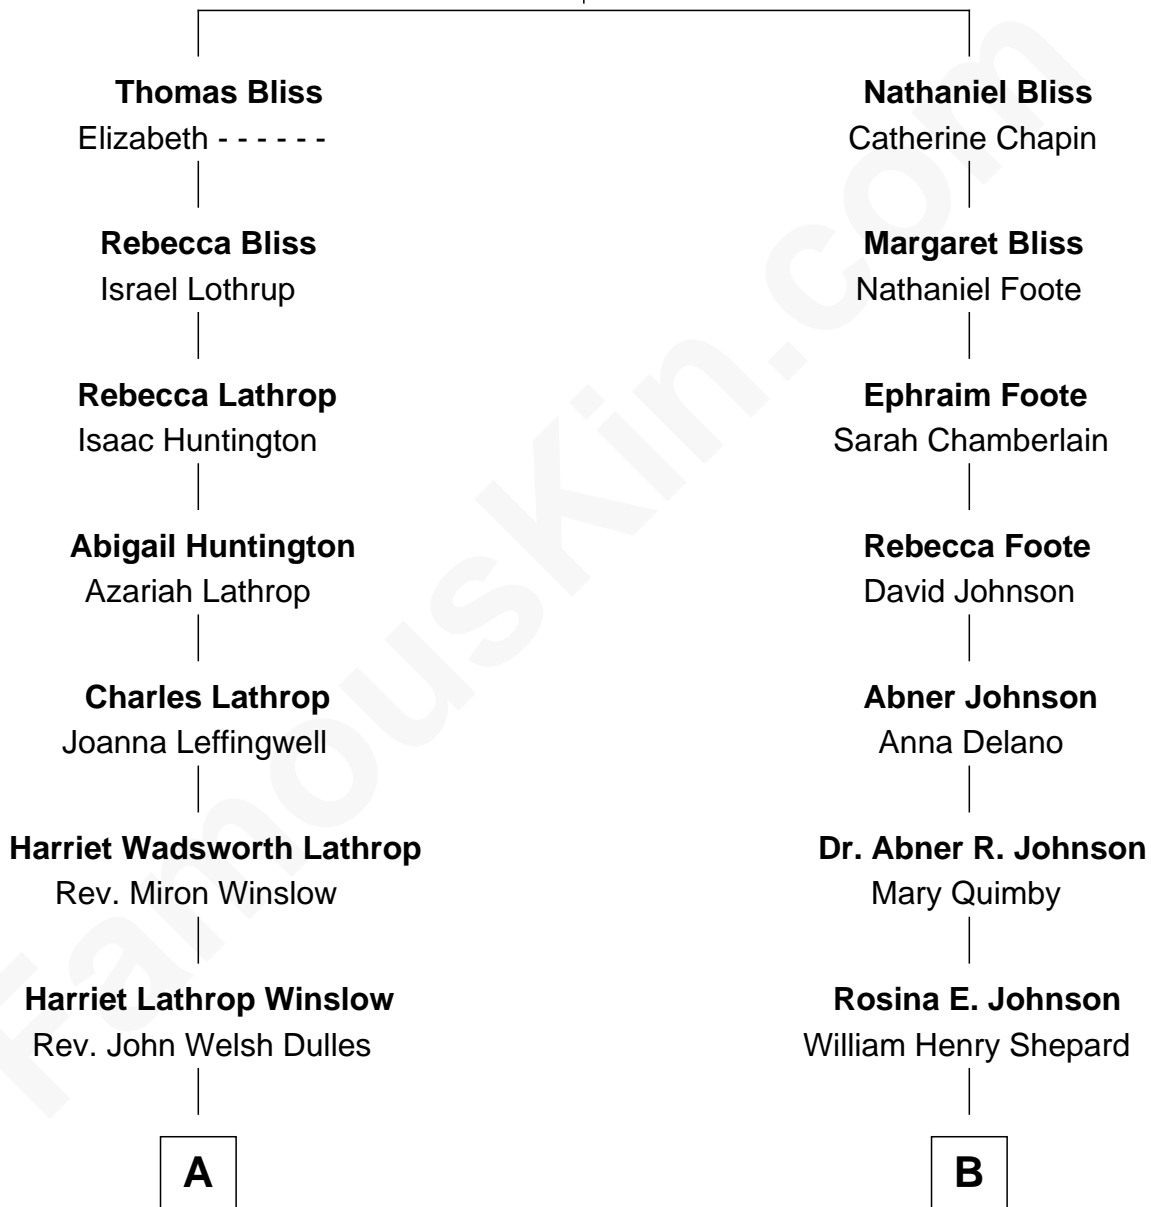 Thomas Bliss
Elizabeth - - - - - -
Rebecca Bliss
Israel Lothrup
Rebecca Lathrop
Isaac Huntington
Abigail Huntington
Azariah Lathrop
Charles Lathrop
Joanna Leffingwell
Harriet Wadsworth Lathrop
Rev. Miron Winslow
Harriet Lathrop Winslow
Rev. John Welsh Dulles
A
Nathaniel Bliss
Catherine Chapin
Margaret Bliss
Nathaniel Foote
Ephraim Foote
Sarah Chamberlain
Rebecca Foote
David Johnson
Abner Johnson
Anna Delano
Dr. Abner R. Johnson
Mary Quimby
Rosina E. Johnson
William Henry Shepard
B
FamousKin.com